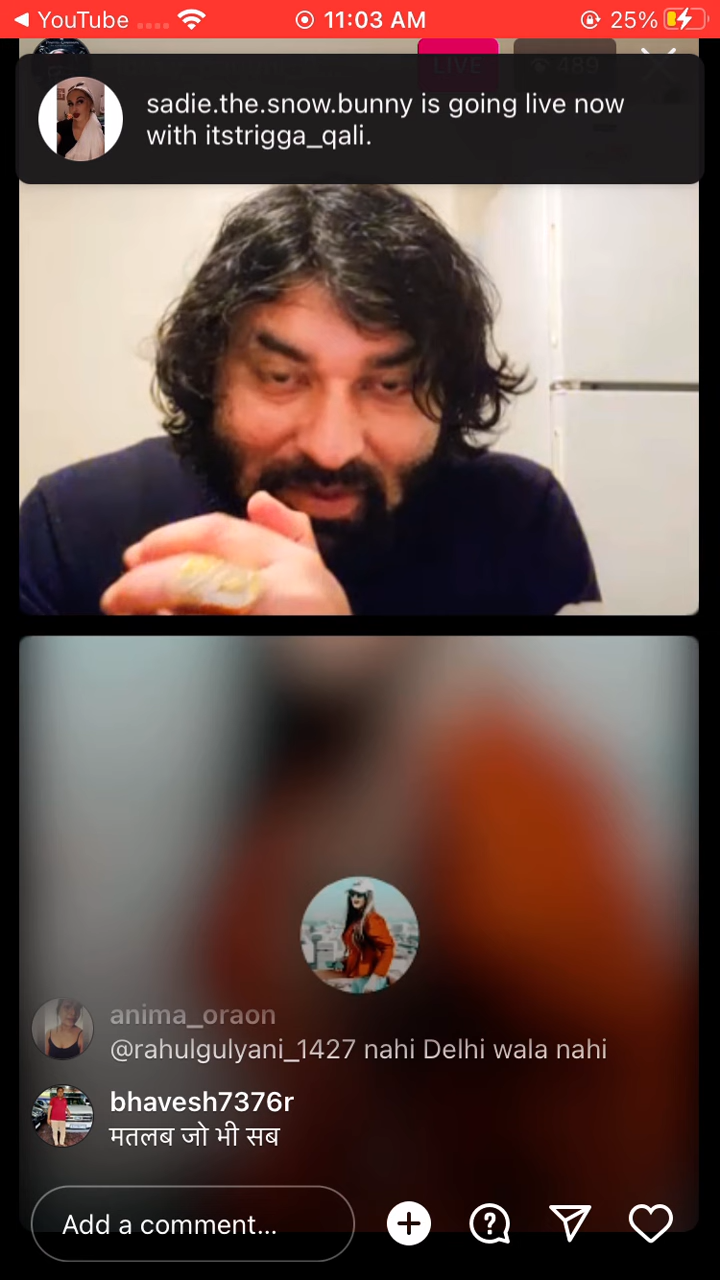 YouTube
11:03 AM
25%
LIVE
489
sadie.the.snow.bunny is going live now
with itstrigga_qali.
anima_oraon
@rahulgulyani_1427 nahi Delhi wala nahi
bhavesh7376r
मतलब जो भी सब
Add a comment...